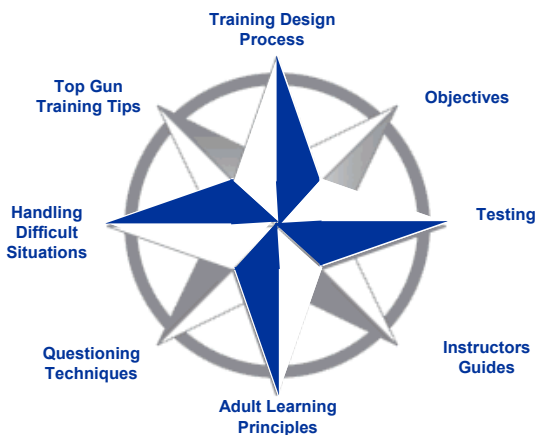 Training Design
Process
Top Gun
Training Tips
Objectives
Handling
Difficult
Situations
Testing
Questioning
Techniques
Instructors
Guides
Adult Learning
Principles